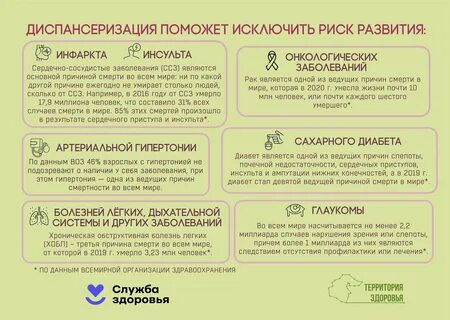 ДИСПАНСЕРИЗАЦИЯ ПОМОЖЕТ ИСКЛЮЧИТЬ РИСК РАЗВИТИЯ:
ИНФАРКТА
ИНСУЛЬТА
Сердечно-сосудистые заболевания (ССЗ) являются
основной причиной смерти во всем мире: ни по какой
другой причине ежегодно не умирает столько людей,
сколько от ССЗ. Например, в 2016 году от ССЗ умерло
17,9 миллиона человек, что составило 31% всех
случаев смерти в мире. 85% этих смертей произошло
в результате сердечного приступа и инсульта*.
ОНКОЛОГИЧЕСКИХ
ЗАБОЛЕВАНИЙ
Рак является одной из ведущих причин смерти в
мире, которая в 2020 г. унесла жизни почти 10
млн человек, или почти каждого шестого
умершего*.
АРТЕРИАЛЬНОЙ ГИПЕРТОНИИ
По данным ВОЗ 46% взрослых с гипертонией не
подозревают о наличии у себя заболевания, при
этом гипертония – одна из ведущих причин
смертности во всем мире.
САХАРНОГО ДИАБЕТА
Диабет является одной из ведущих причин слепоты,
почечной недостаточности, сердечных приступов,
инсульта и ампутации нижних конечностей, а в 2019 г.
диабет стал девятой ведущей причиной смерти в мире*.
БОЛЕЗНЕЙ ЛЁГКИХ, ДЫХАТЕЛЬНОЙ
СИСТЕМЫ И ДРУГИХ ЗАБОЛЕВАНИЙ
Хроническая обструктивная болезнь легких
(ХОБЛ) – третья причина смерти во всем мире,
от которой в 2019 г. умерло 3,23 млн человек*.
ГЛАУКОМЫ
Во всем мире насчитывается не менее 2,2
миллиарда случаев нарушения зрения или слепоты,
причем более 1 миллиарда из них являются
следствием отсутствия профилактики или лечения*.
* ПО ДАННЫМ ВСЕМИРНОЙ ОРГАНИЗАЦИИ ЗДРАВООХРАНЕНИЯ
Служба
здоровья
ТЕРРИТОРИЯ
ЗДОРОВЬЯ